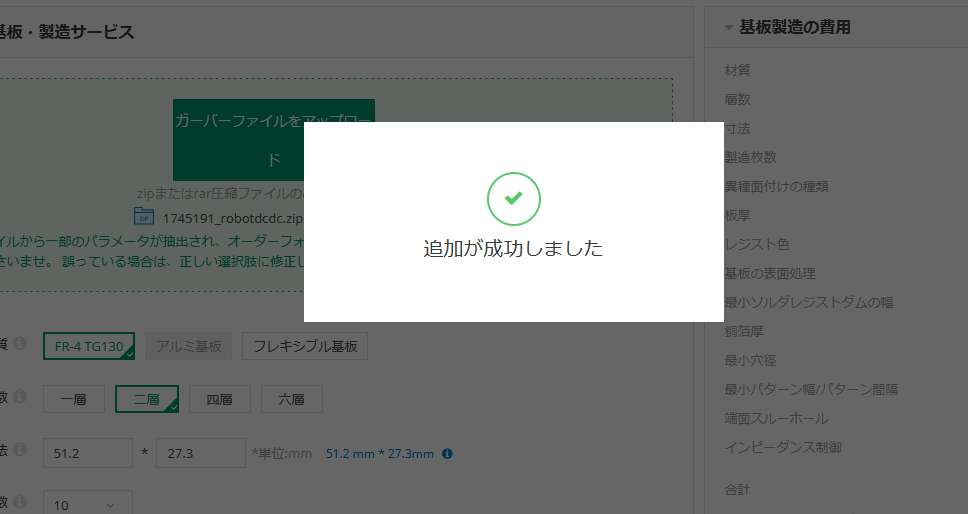 基板・製造サービス
ガーバーファイルをアップロー
ド
zipまたはrar圧縮ファイルの
1745191_robotdcdc.zip
イルから一部のパラメータが抽出され、オーダーフォ
さいませ。 誤っている場合は、正しい選択肢に修正し
質
FR-4 TG130
アルミ基板
フレキシブル基板
数
一層
二層
四層
六層
法
51.2
*
27.3
*単位:mm
51.2 mm * 27.3mm
数
10
追加が成功しました
基板製造の費用
材質
層数
寸法
製造枚数
異種面付けの種類
板厚
レジスト色
基板の表面処理
最小ソルダレジストダムの幅
銅箔厚
最小穴径
最小パターン幅/パターン間隔
端面スルーホール
インピーダンス制御
合計